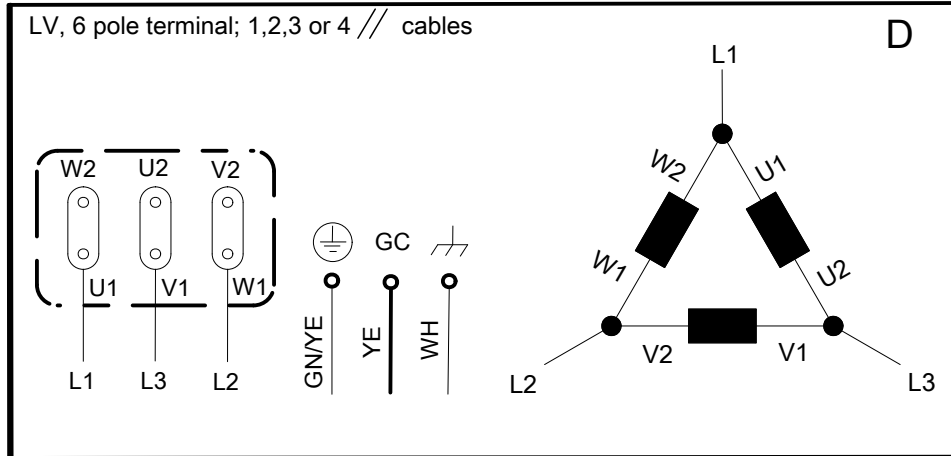 LV, 6 pole terminal; 1,2,3 or 4 // cables
D
W2 U2 V2
U1 V1 W1
L1 L3 L2
GC
GN/YE YE WH
L1
W2 U1
W1 U2
V2 V1
L2 L3